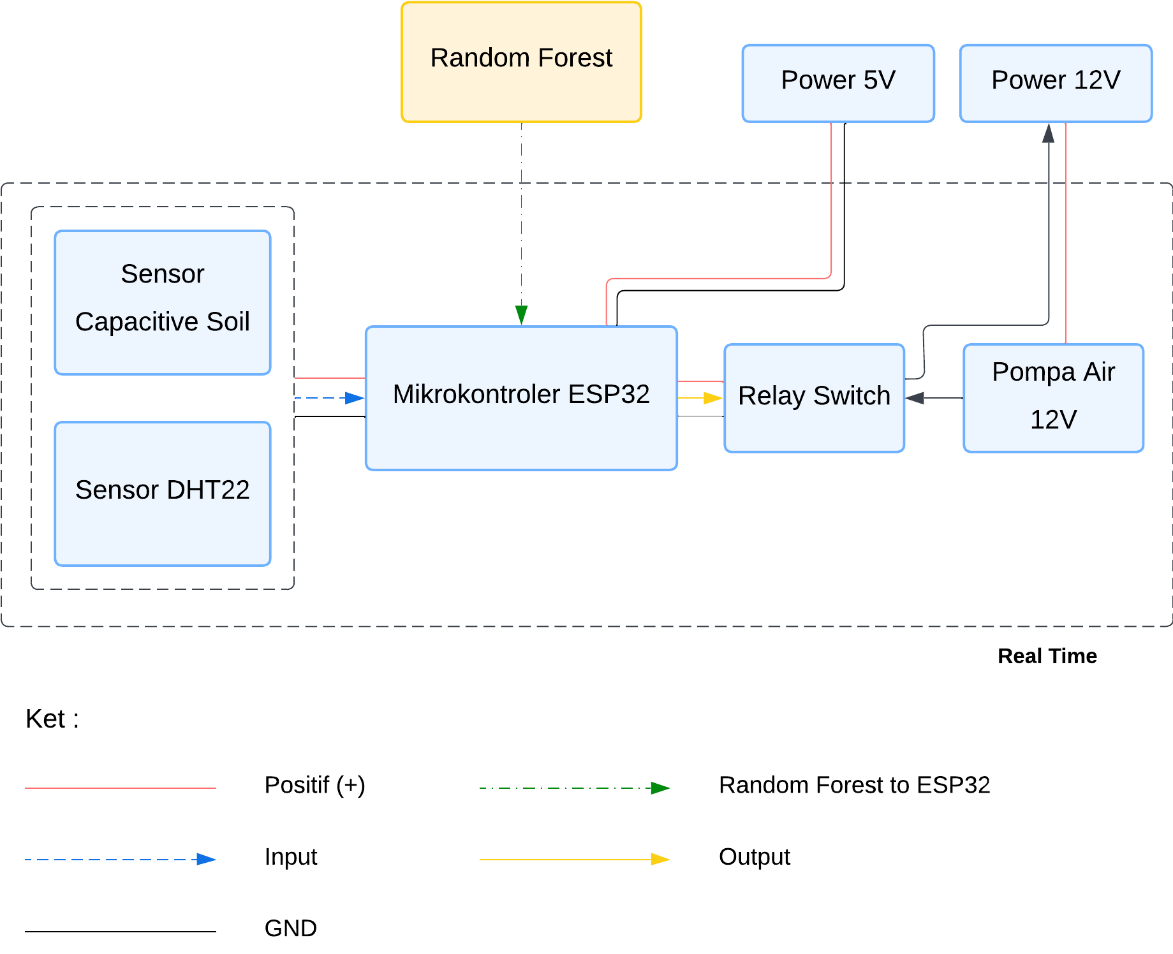 Random Forest
Power 5V
Power 12V
Sensor
Capacitive Soil
Mikrokontroler ESP32
Relay Switch
Pompa Air
12V
Sensor DHT22
Real Time
Ket :
Positif (+)
Random Forest to ESP32
Input
Output
GND